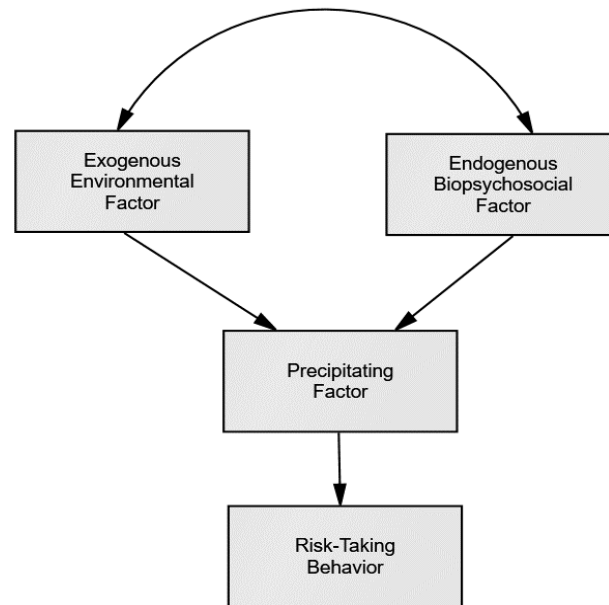 Exogenous
Environmental
Factor
Endogenous
Biopsychosocial
Factor
Precipitating
Factor
Risk-Taking
Behavior